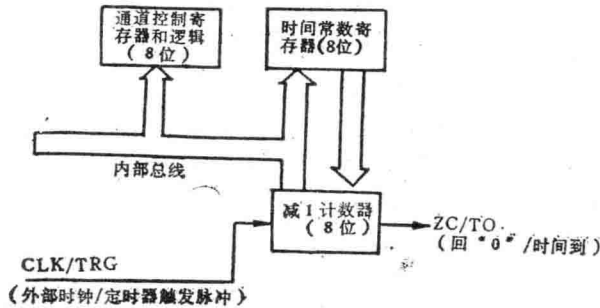 通道控制寄
存器和逻辑
(8位)
时间常数寄
存器(8位)
内部总线
减1计数器
(8位)
ZC/TO
(回“0”/时间到)
CLK/TRG
(外部时钟/定时器触发脉冲)